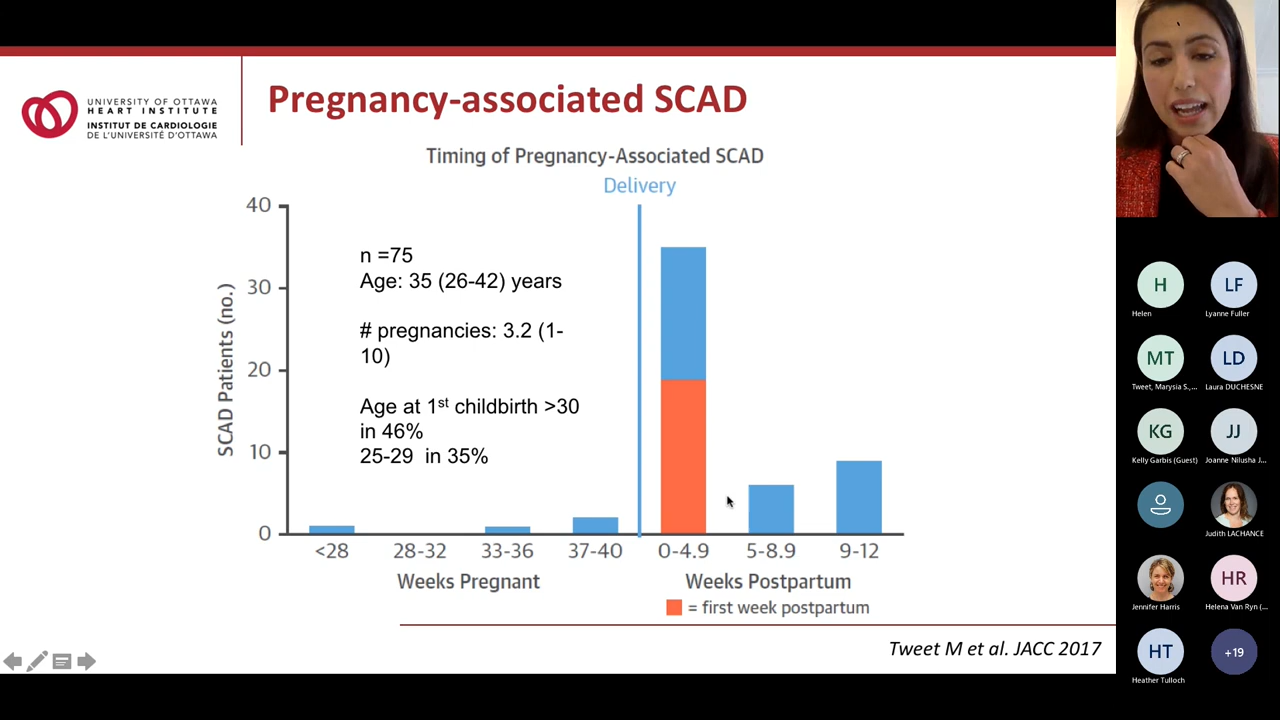 UNIVERSITY OF OTTAWA
HEART INSTITUTE
INSTITUT DE CARDIOLOGIE
DE L'UNIVERSITÉ D'OTTAWA
Pregnancy-associated SCAD
Timing of Pregnancy-Associated SCAD
Delivery
SCAD Patients (no.)
40
30
20
10
0
n =75
Age: 35 (26-42) years
# pregnancies: 3.2 (1-
10)
Age at 1st childbirth >30
in 46%
25-29 in 35%
<28 28-32 33-36 37-40 0-4.9 5-8.9 9-12
Weeks Pregnant Weeks Postpartum
= first week postpartum
Tweet M et al. JACC 2017
H LF
Helen Lyanne Fuller
MT LD
Tweet, Marysia S.,... Laura DUCHESNE
KG JJ
Kelly Garbis (Guest) Joanne Nilusha J...
Judith LACHANCE
HR
Jennifer Harris Helena Van Ryn (...
HT +19
Heather Tulloch